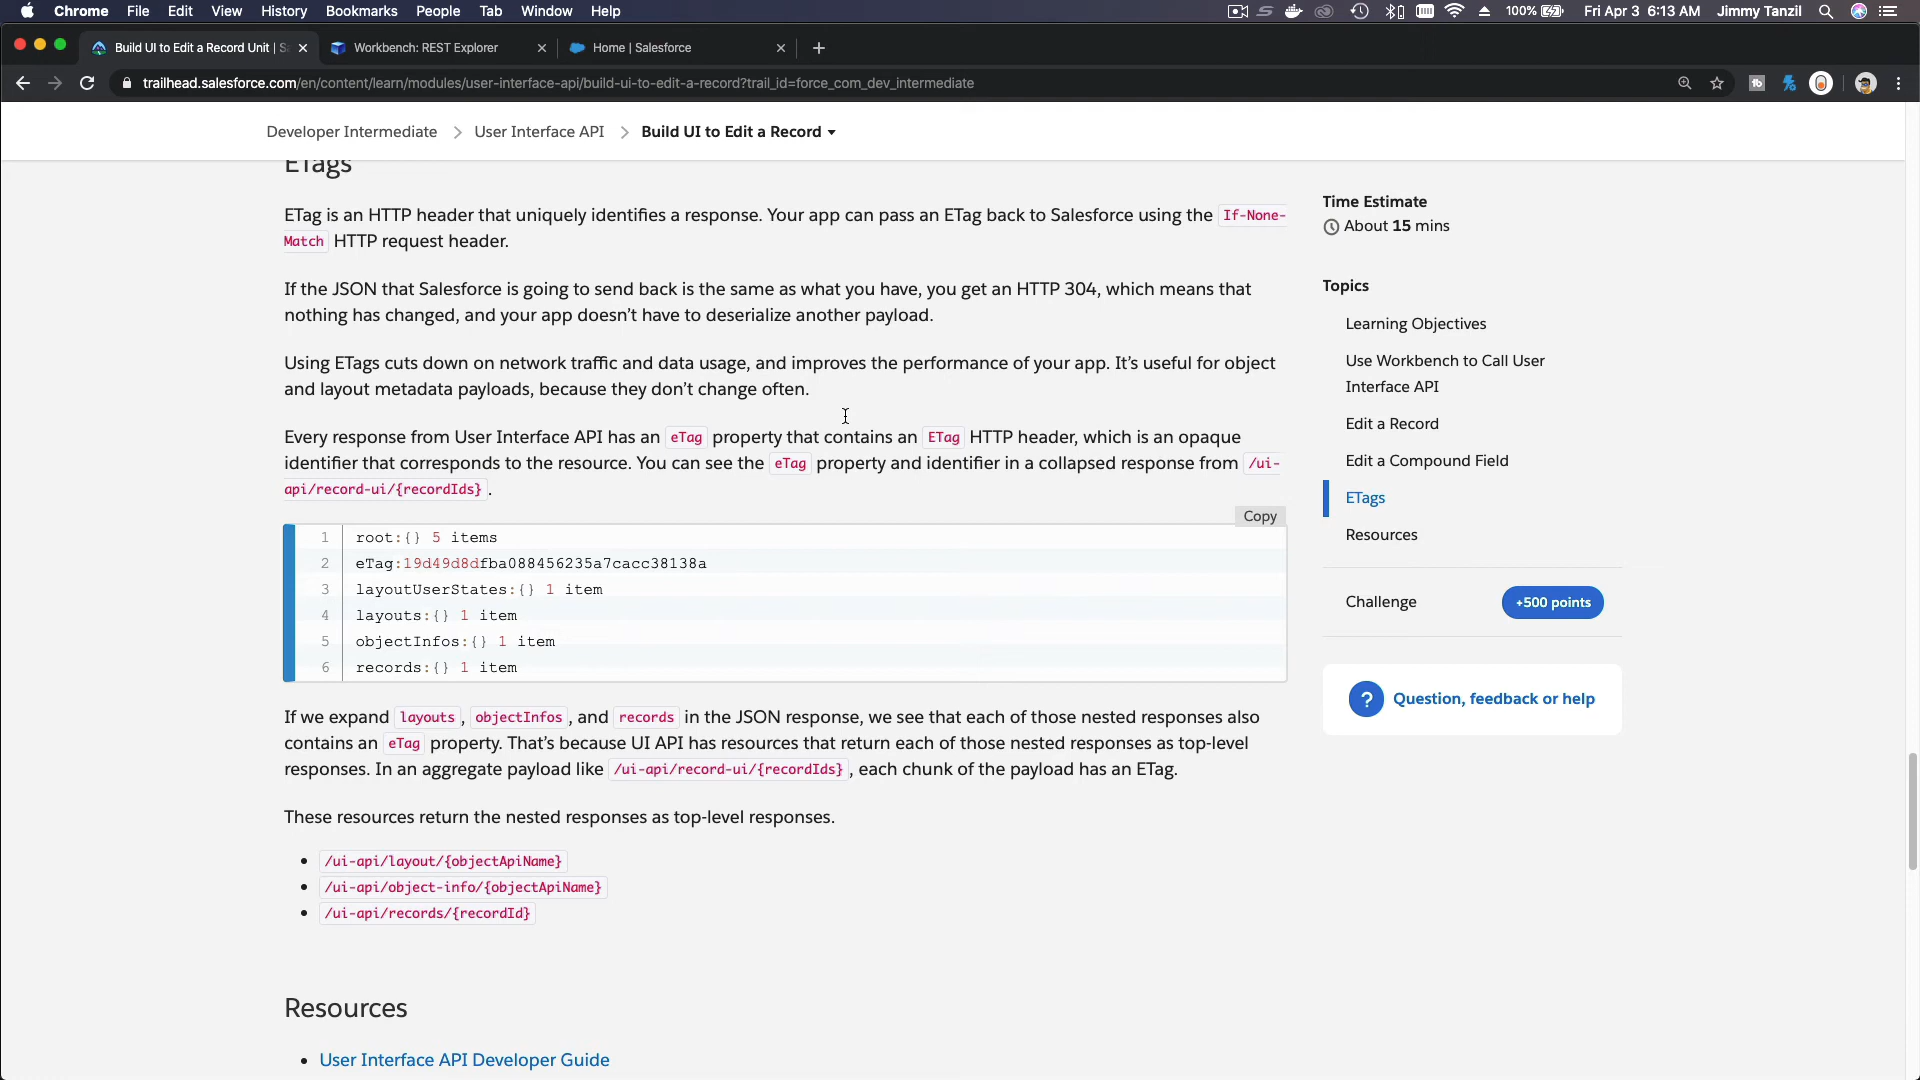 Chrome File Edit View History Bookmarks People Tab Window Help 100% Fri Apr 3 6:13 AM Jimmy Tanzil
Build UI to Edit a Record Unit | S Workbench: REST Explorer Home | Salesforce
trailhead.salesforce.com/en/content/learn/modules/user-interface-api/build-ui-to-edit-a-record?trail_id=force_com_dev_intermediate
Developer Intermediate User Interface API Build UI to Edit a Record
ETags
ETag is an HTTP header that uniquely identifies a response. Your app can pass an ETag back to Salesforce using the If-None-
Match HTTP request header.
If the JSON that Salesforce is going to send back is the same as what you have, you get an HTTP 304, which means that
nothing has changed, and your app doesn’t have to deserialize another payload.
Using ETags cuts down on network traffic and data usage, and improves the performance of your app. It’s useful for object
and layout metadata payloads, because they don’t change often.
Every response from User Interface API has an eTag property that contains an ETag HTTP header, which is an opaque
identifier that corresponds to the resource. You can see the eTag property and identifier in a collapsed response from /ui-
api/record-ui/{recordIds} .
Copy
1 root:{} 5 items
2 eTag:19d49d8dfba088456235a7cacc38138a
3 layoutUserStates:{} 1 item
4 layouts:{} 1 item
5 objectInfos:{} 1 item
6 records:{} 1 item
If we expand layouts , objectInfos , and records in the JSON response, we see that each of those nested responses also
contains an eTag property. That’s because UI API has resources that return each of those nested responses as top-level
responses. In an aggregate payload like /ui-api/record-ui/{recordIds} , each chunk of the payload has an ETag.
These resources return the nested responses as top-level responses.
• /ui-api/layout/{objectApiName}
• /ui-api/object-info/{objectApiName}
• /ui-api/records/{recordId}
Resources
• User Interface API Developer Guide
Time Estimate
About 15 mins
Topics
Learning Objectives
Use Workbench to Call User
Interface API
Edit a Record
Edit a Compound Field
ETags
Resources
Challenge +500 points
? Question, feedback or help